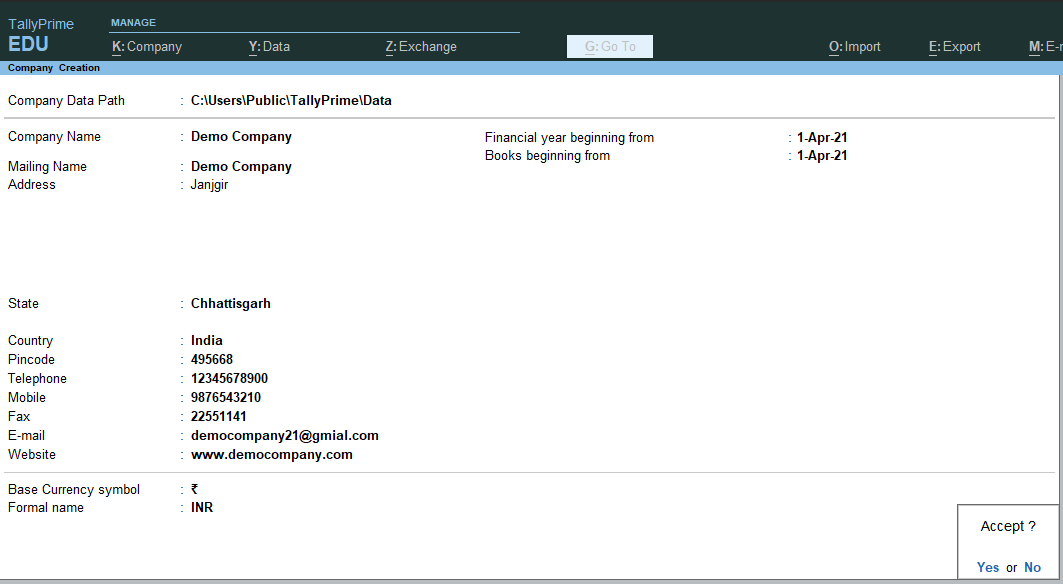 TallyPrime
EDU
MANAGE
K: Company Y: Data Z: Exchange G: Go To O: Import E: Export M: E-
Company Creation
Company Data Path : C:\Users\Public\TallyPrime\Data
Company Name : Demo Company
Financial year beginning from : 1-Apr-21
Books beginning from : 1-Apr-21
Mailing Name : Demo Company
Address : Janjgir
State : Chhattisgarh
Country : India
Pincode : 495668
Telephone : 12345678900
Mobile : 9876543210
Fax : 22551141
E-mail : democompany21@gmial.com
Website : www.democompany.com
Base Currency symbol : ₹
Formal name : INR
Accept ?
Yes or No